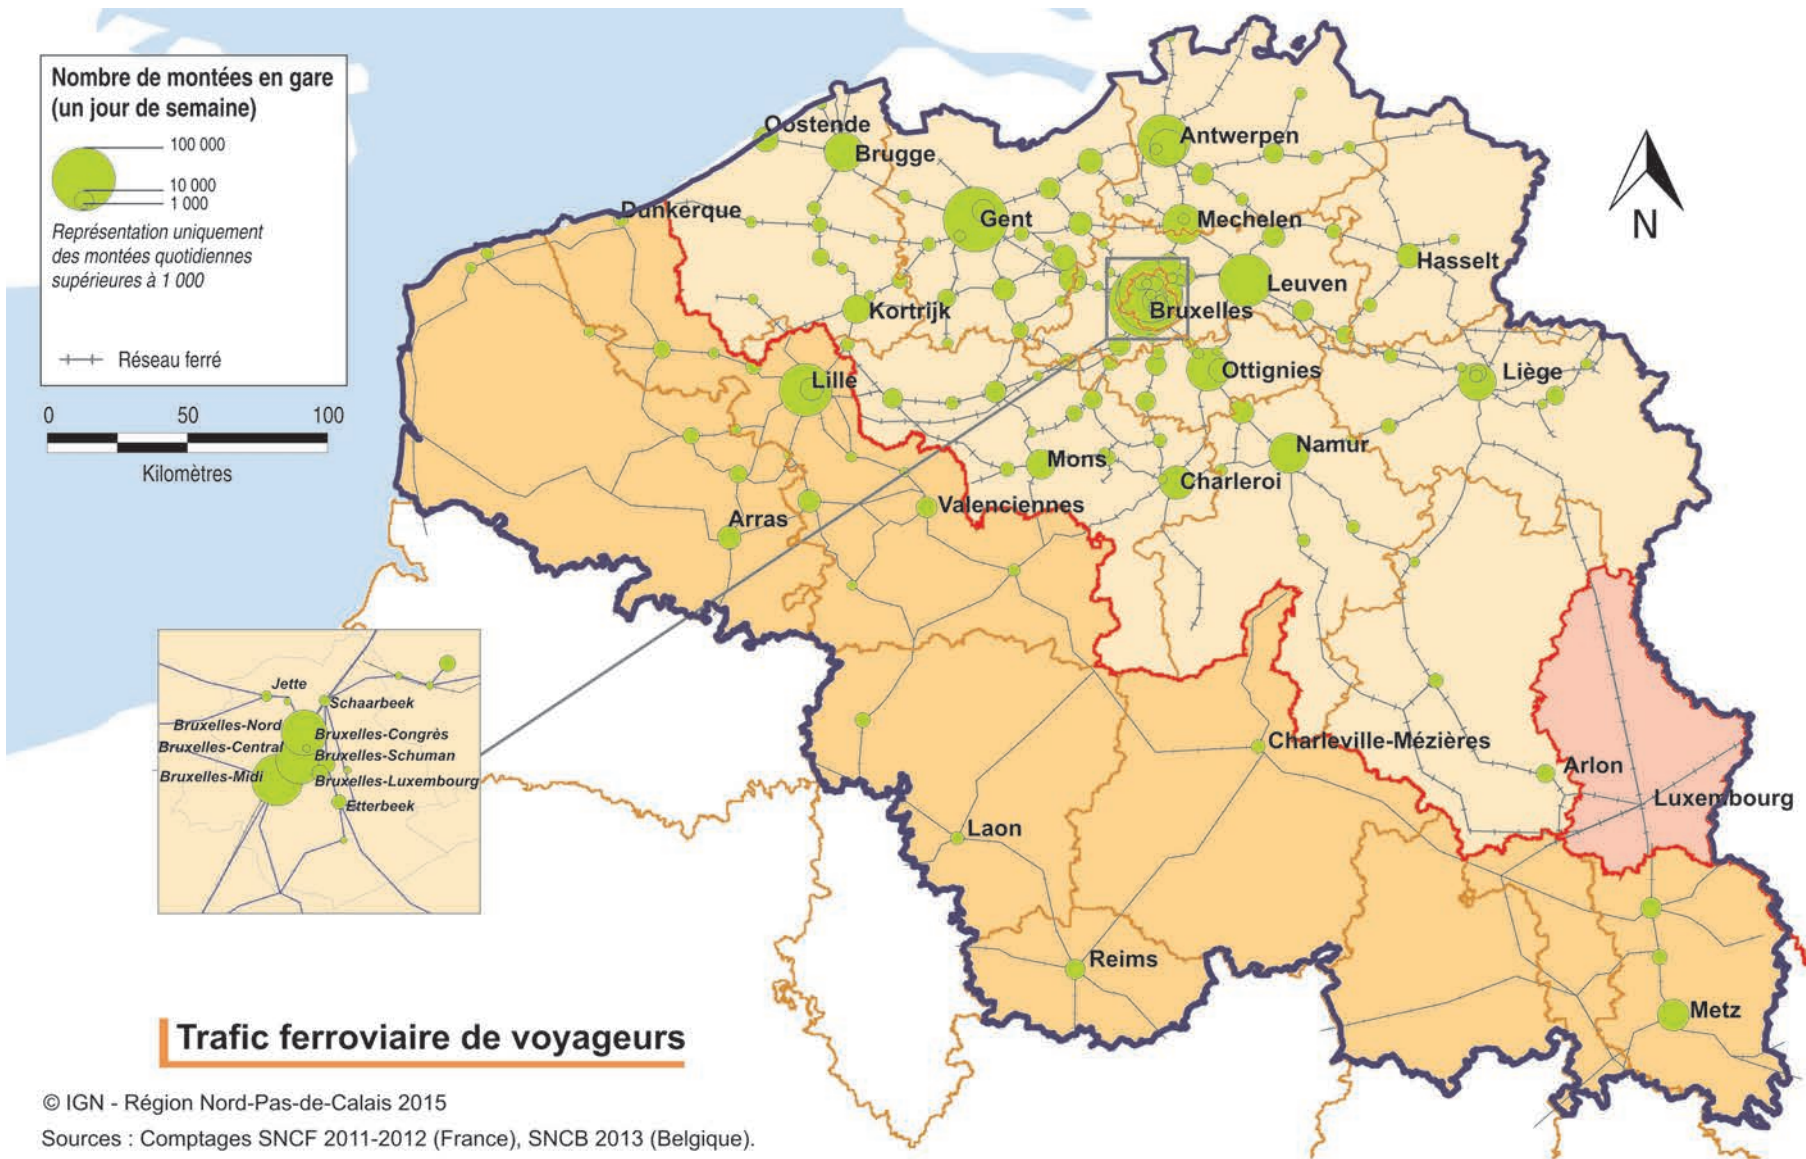 Nombre de montées en gare
(un jour de semaine)
100 000
10 000
1 000
Représentation uniquement
des montées quotidiennes
supérieures à 1 000
Réseau ferré
0 50 100
Kilomètres
Oostende
Brugge
Antwerpen
Dunkerque
Gent
Mechelen
Hasselt
Leuven
Kortrijk
Bruxelles
Lille
Ottignies
Liège
Mons
Namur
Charleroi
Arras
Valenciennes
N
Jette
Schaarbeek
Bruxelles-Nord
Bruxelles-Congrès
Bruxelles-Central
Bruxelles-Schuman
Bruxelles-Midi
Bruxelles-Luxembourg
Etterbeek
Charleville-Mézières
Arlon
Luxembourg
Laon
Reims
Metz
Trafic ferroviaire de voyageurs
© IGN - Région Nord-Pas-de-Calais 2015
Sources : Comptages SNCF 2011-2012 (France), SNCB 2013 (Belgique).